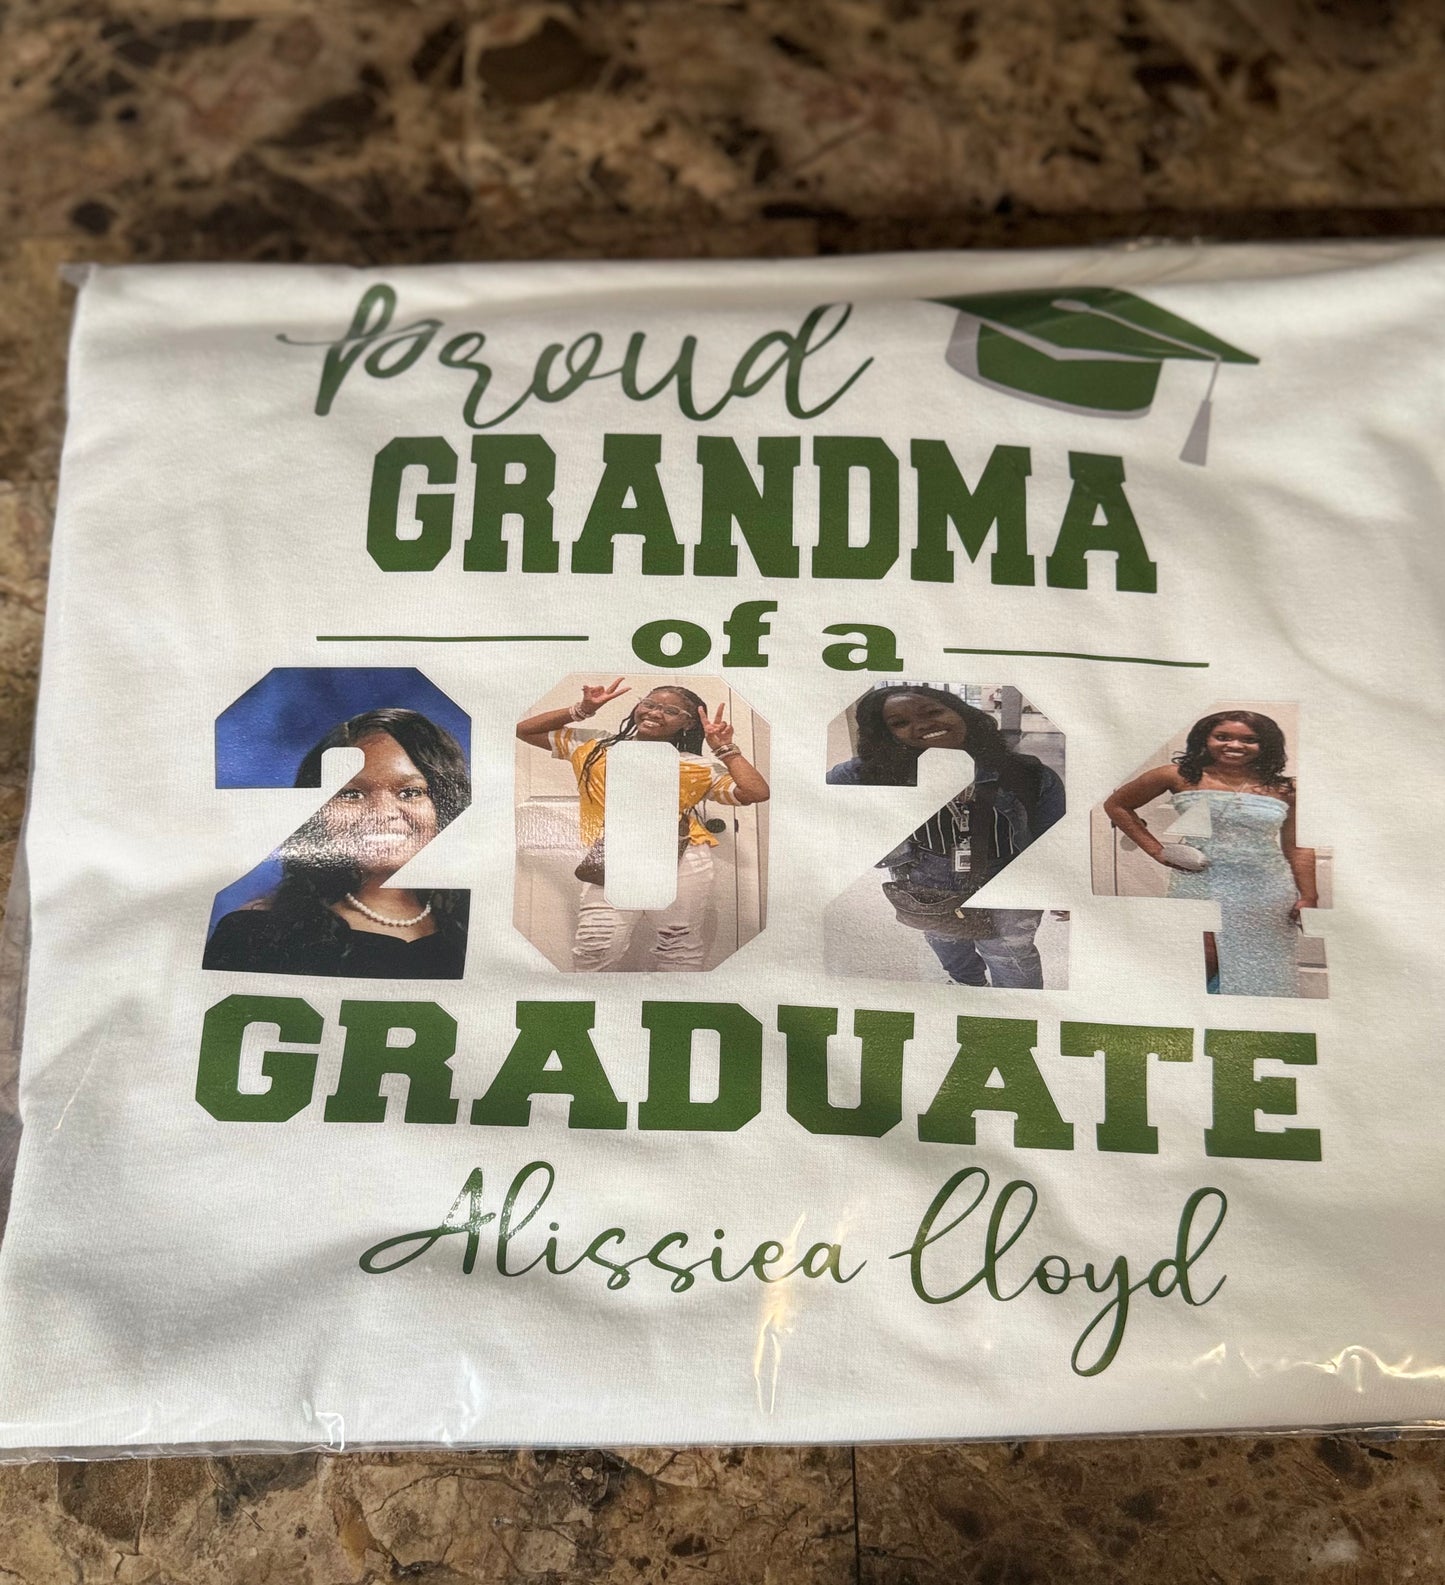 Proud
GRANDMA
of a
2024
GRADUATE
Alissiea Lloyd